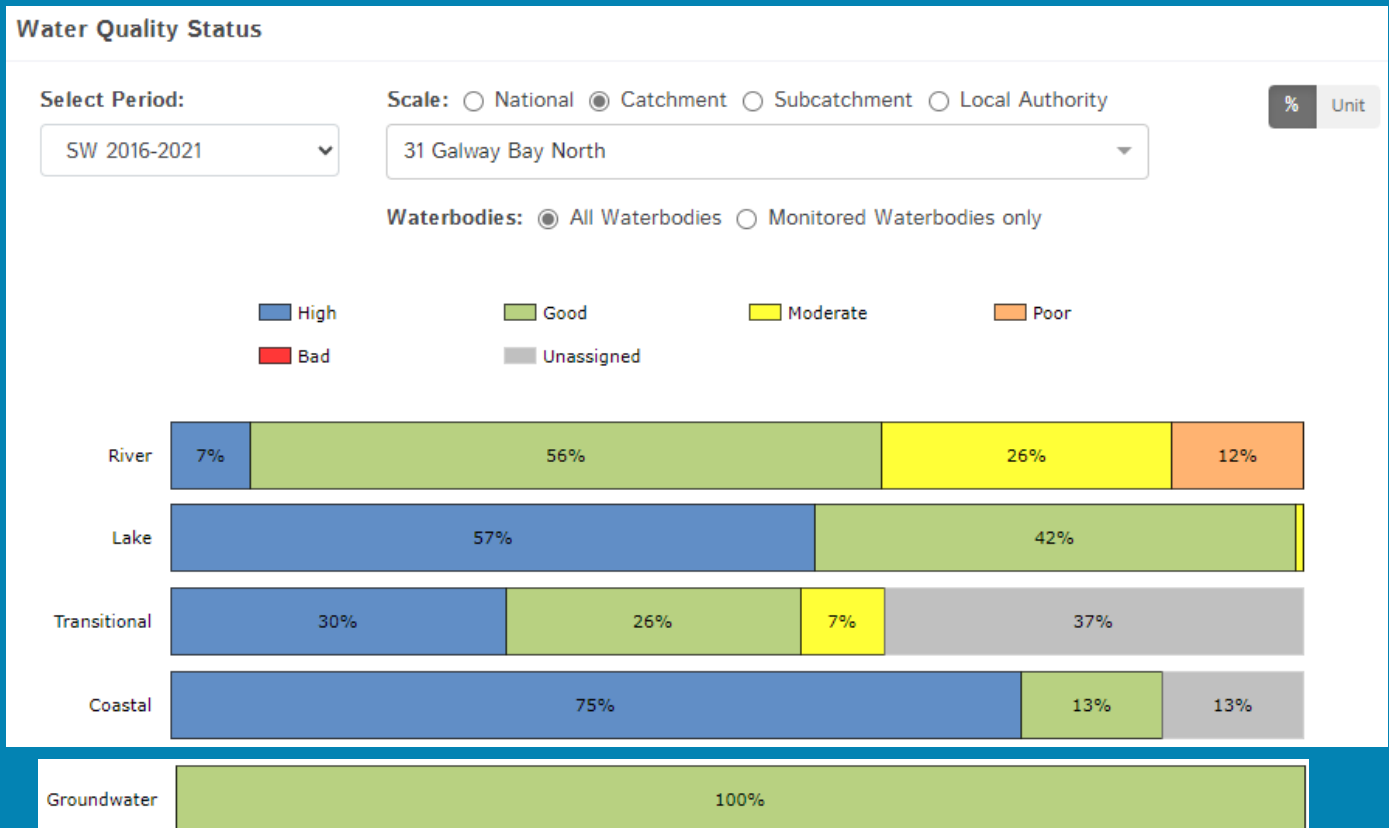 Water Quality Status
Select Period:
Scale: National Catchment Subcatchment Local Authority
% Unit
SW 2016-2021
31 Galway Bay North
Waterbodies: All Waterbodies Monitored Waterbodies only
High Good Moderate Poor
Bad Unassigned
River 7% 56% 26% 12%
Lake 57% 42%
Transitional 30% 26% 7% 37%
Coastal 75% 13% 13%
Groundwater 100%